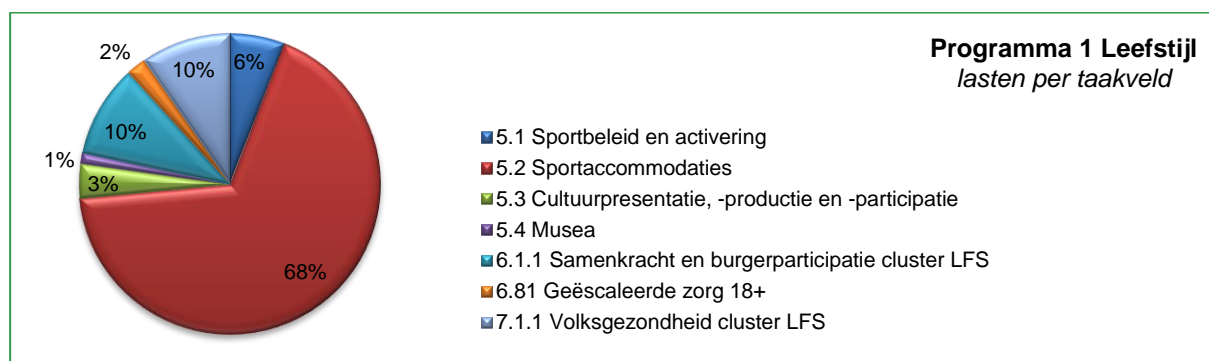 Programma 1 Leefstijl
lasten per taakveld
2%
10%
6%
10%
1%
3%
68%
5.1 Sportbeleid en activering
5.2 Sportaccommodaties
5.3 Cultuurpresentatie, -productie en -participatie
5.4 Musea
6.1.1 Samenkracht en burgerparticipatie cluster LFS
6.81 Geëscaleerde zorg 18+
7.1.1 Volksgezondheid cluster LFS